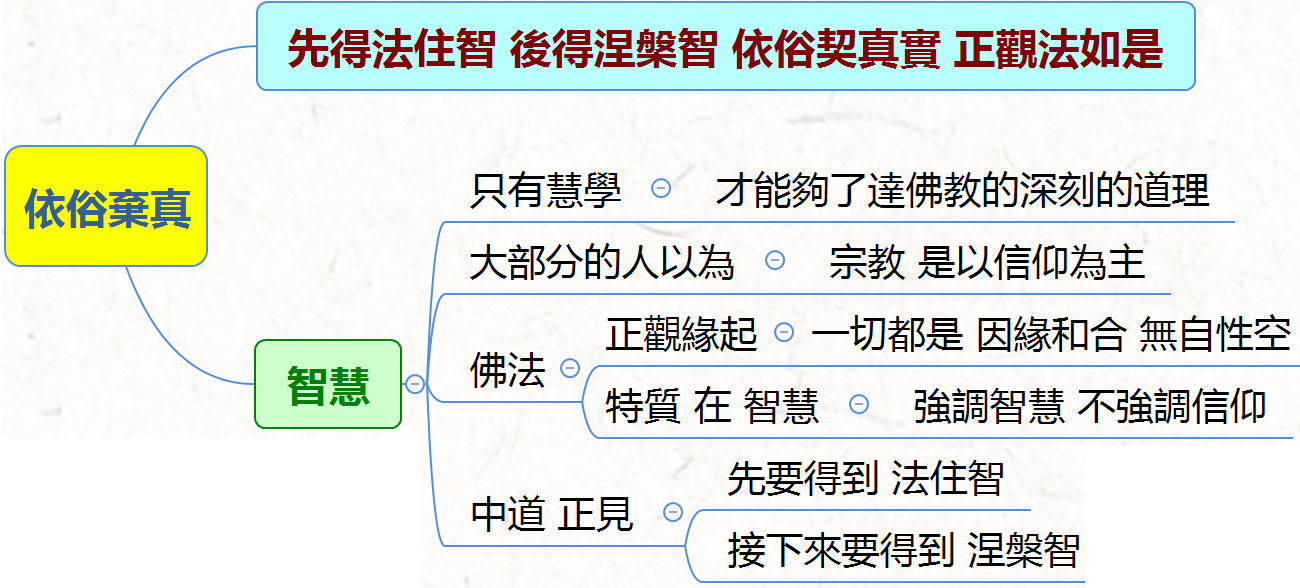 先得法住智 後得涅槃智 依俗契真實 正觀法如是
依俗棄真
智慧
只有慧學 才能夠了達佛教的深刻的道理
大部分的人以為 宗教 是以信仰為主
佛法
正觀緣起 一切都是 因緣和合 無自性空
特質 在 智慧 強調智慧 不強調信仰
中道 正見
先要得到 法住智
接下來要得到 涅槃智